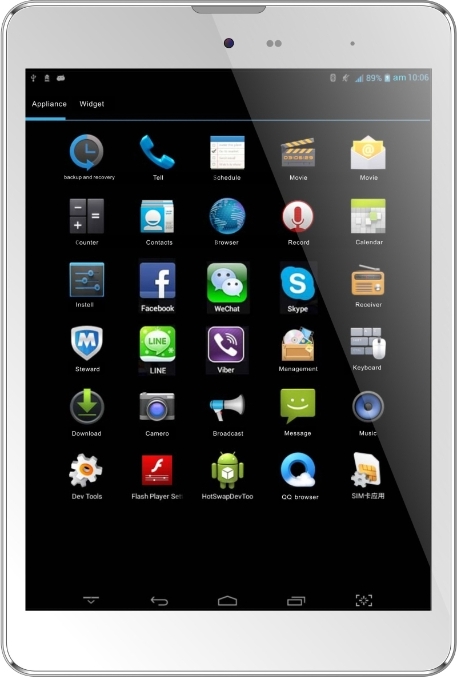 89% am 10:06
Appliance Widget
backup and recovery Tell Schedule Movie Movie
Counter Contacts Browser Record Calendar
Install Facebook WeChat Skype Receiver
Steward LINE Viber Management Keyboard
Download Camero Broadcast Message Music
Dev Tools Flash Player Set HotSwapDevToo QQ browser SIM卡应用